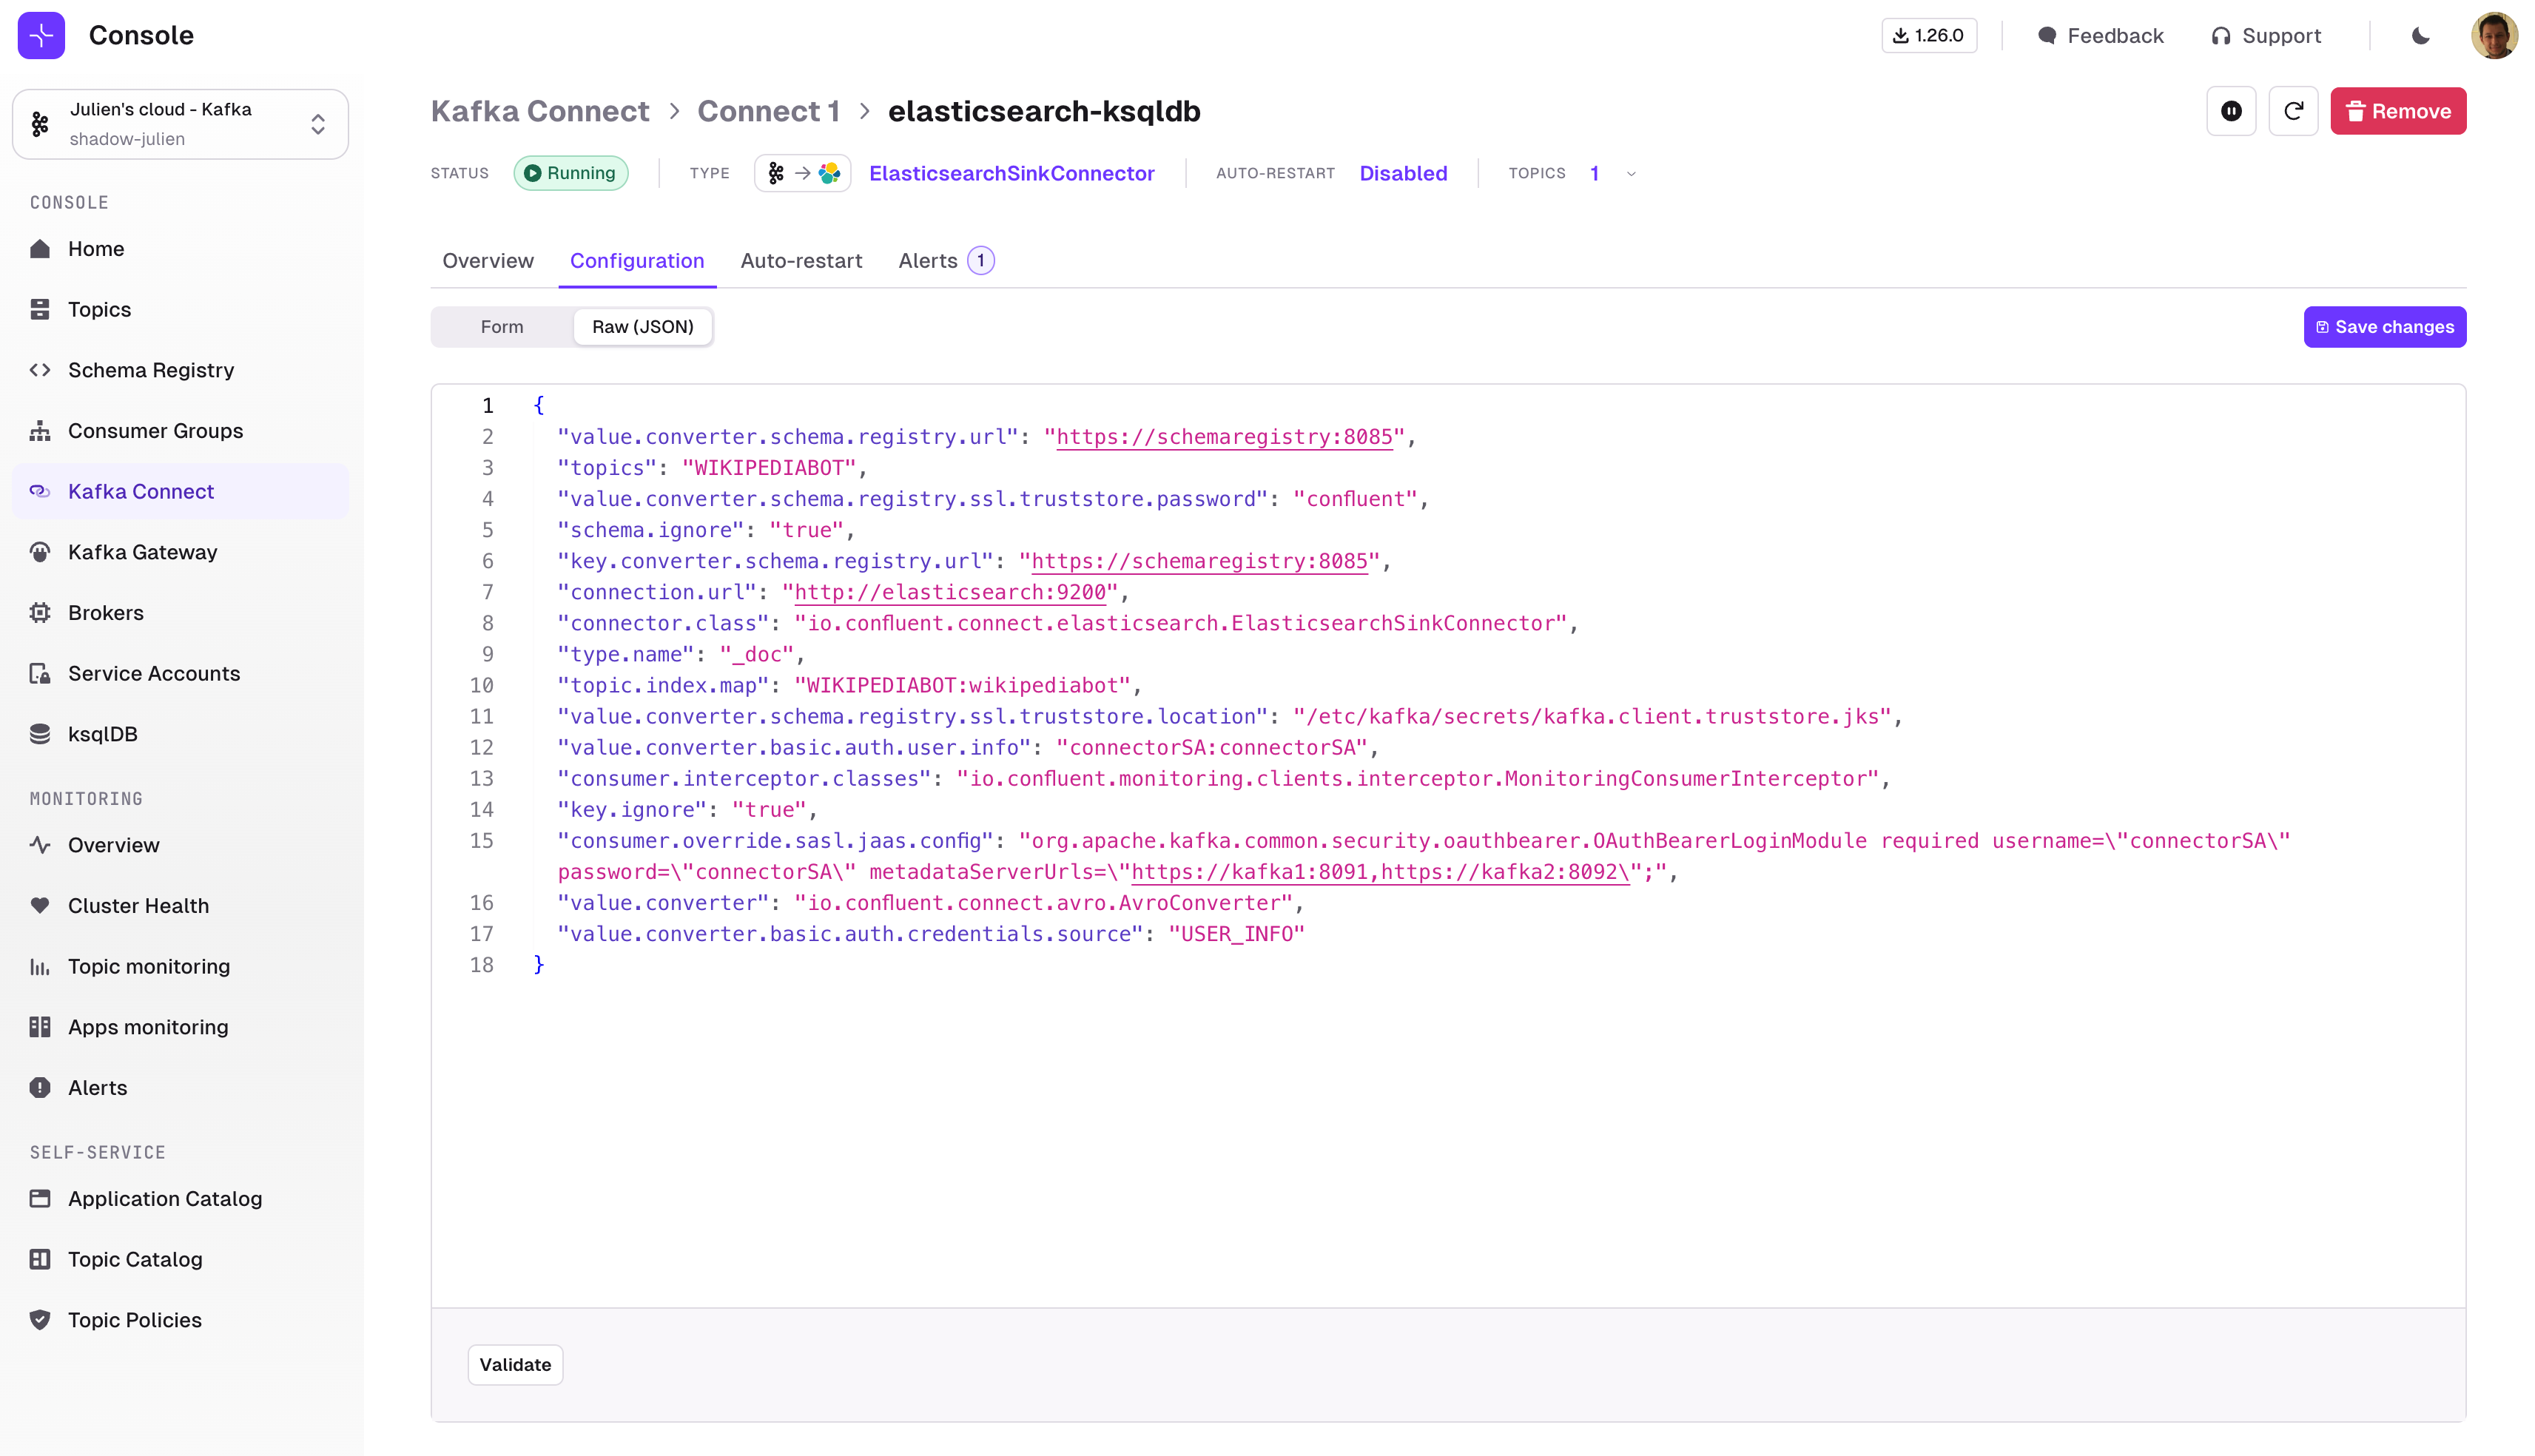 Console
1.26.0
Feedback
Support
Julien's cloud - Kafka
shadow-julien
CONSOLE
Home
Topics
Schema Registry
Consumer Groups
Kafka Connect
Kafka Gateway
Brokers
Service Accounts
ksqlDB
MONITORING
Overview
Cluster Health
Topic monitoring
Apps monitoring
Alerts
SELF-SERVICE
Application Catalog
Topic Catalog
Topic Policies
Kafka Connect > Connect 1 > elasticsearch-ksqldb
Remove
STATUS Running TYPE ElasticsearchSinkConnector AUTO-RESTART Disabled TOPICS 1
Overview Configuration Auto-restart Alerts 1
Form Raw (JSON)
Save changes
1 {
2 "value.converter.schema.registry.url": "https://schemaregistry:8085",
3 "topics": "WIKIPEDIABOT",
4 "value.converter.schema.registry.ssl.truststore.password": "confluent",
5 "schema.ignore": "true",
6 "key.converter.schema.registry.url": "https://schemaregistry:8085",
7 "connection.url": "http://elasticsearch:9200",
8 "connector.class": "io.confluent.connect.elasticsearch.ElasticsearchSinkConnector",
9 "type.name": "_doc",
10 "topic.index.map": "WIKIPEDIABOT:wikipediabot",
11 "value.converter.schema.registry.ssl.truststore.location": "/etc/kafka/secrets/kafka.client.truststore.jks",
12 "value.converter.basic.auth.user.info": "connectorSA:connectorSA",
13 "consumer.interceptor.classes": "io.confluent.monitoring.clients.interceptor.MonitoringConsumerInterceptor",
14 "key.ignore": "true",
15 "consumer.override.sasl.jaas.config": "org.apache.kafka.common.security.oauthbearer.OAuthBearerLoginModule required username=\"connectorSA\"
password=\"connectorSA\" metadataServerUrls=\"https://kafka1:8091,https://kafka2:8092\";",
16 "value.converter": "io.confluent.connect.avro.AvroConverter",
17 "value.converter.basic.auth.credentials.source": "USER_INFO"
18 }
Validate